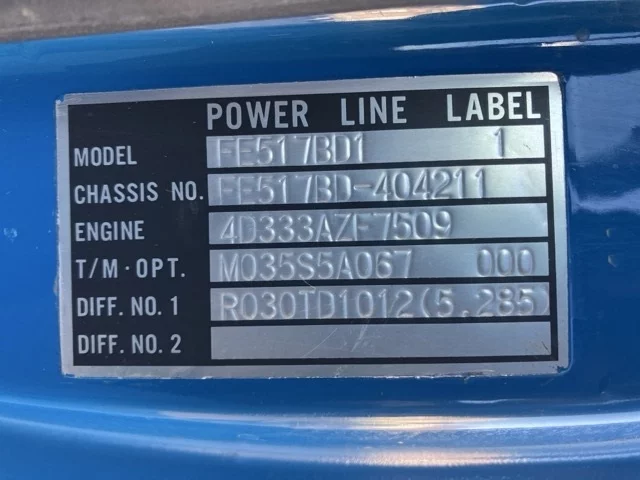 POWER LINE LABEL
MODEL FE517BD1 1
CHASSIS NO. FE517BD-404211
ENGINE 4D333AZF7509
T/M·OPT. M035S5A067 000
DIFF. NO. 1 R030TD1012(5.285)
DIFF. NO. 2